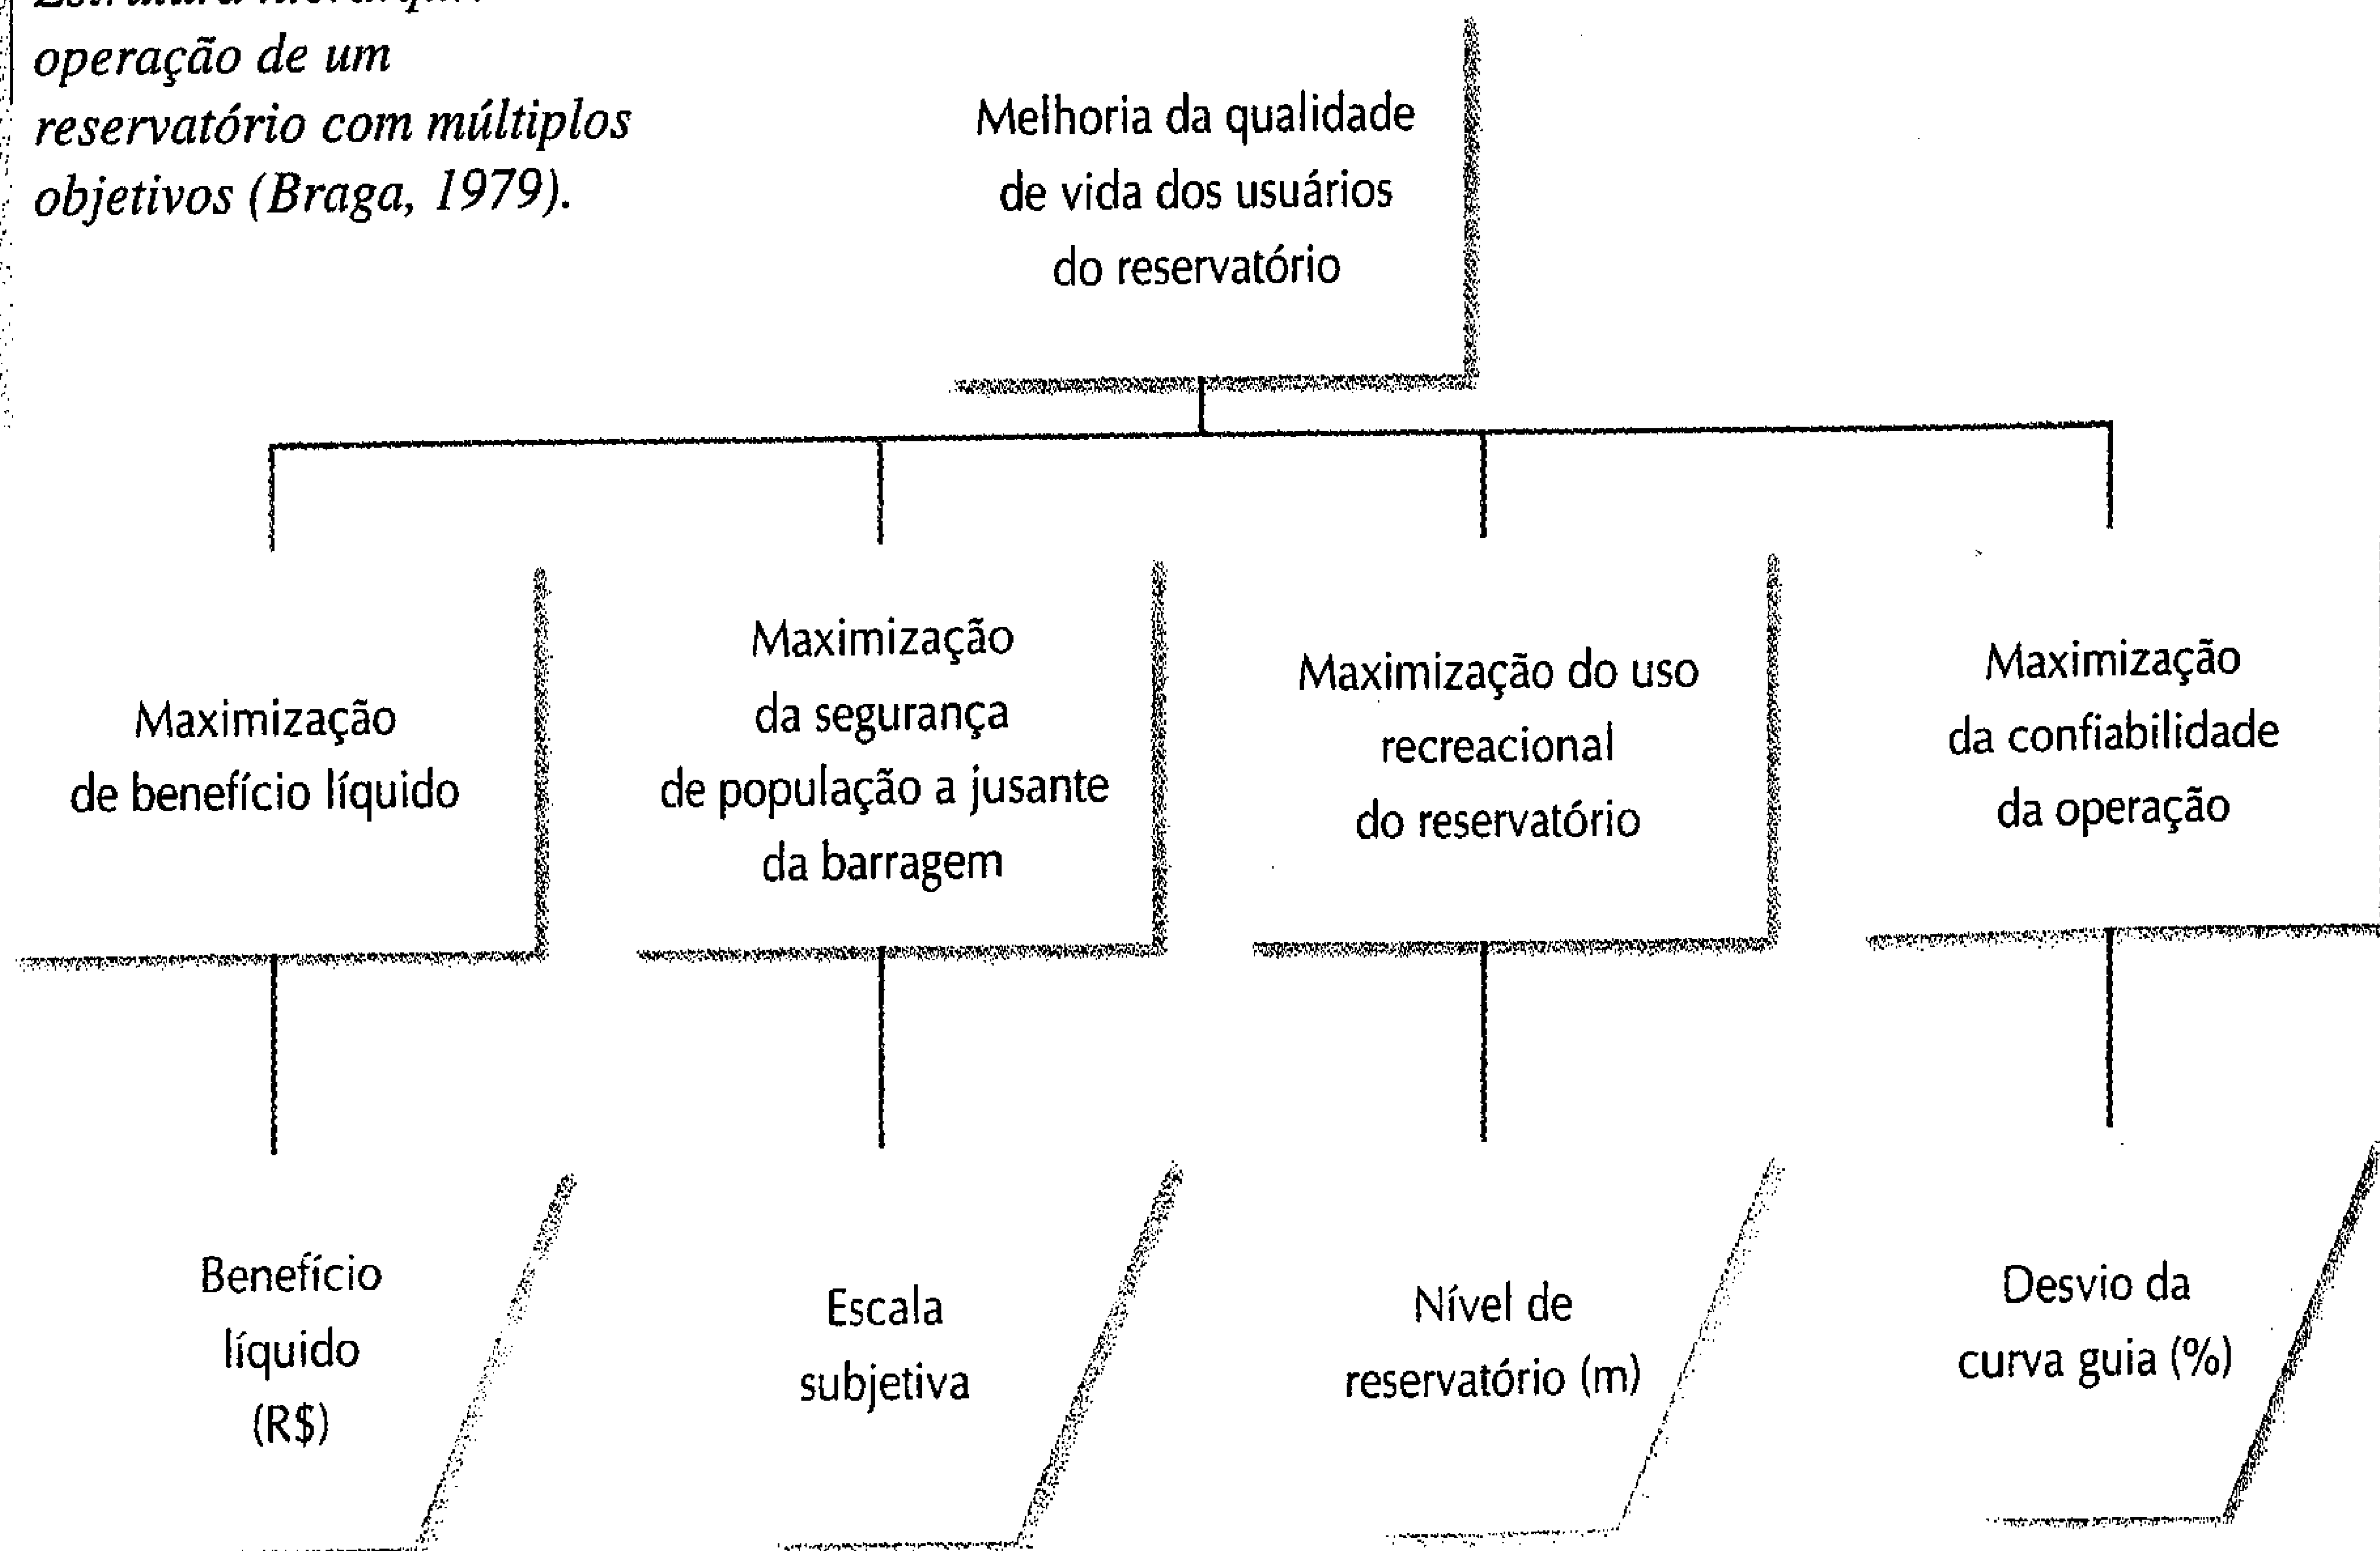 operação de um
reservatório com múltiplos
objetivos (Braga, 1979).
Melhoria da qualidade
de vida dos usuários
do reservatório
Maximização
de benefício líquido
Maximização
da segurança
de população a jusante
da barragem
Maximização do uso
recreacional
do reservatório
Maximização
da confiabilidade
da operação
Benefício
líquido
(R$)
Escala
subjetiva
Nível de
reservatório (m)
Desvio da
curva guia (%)